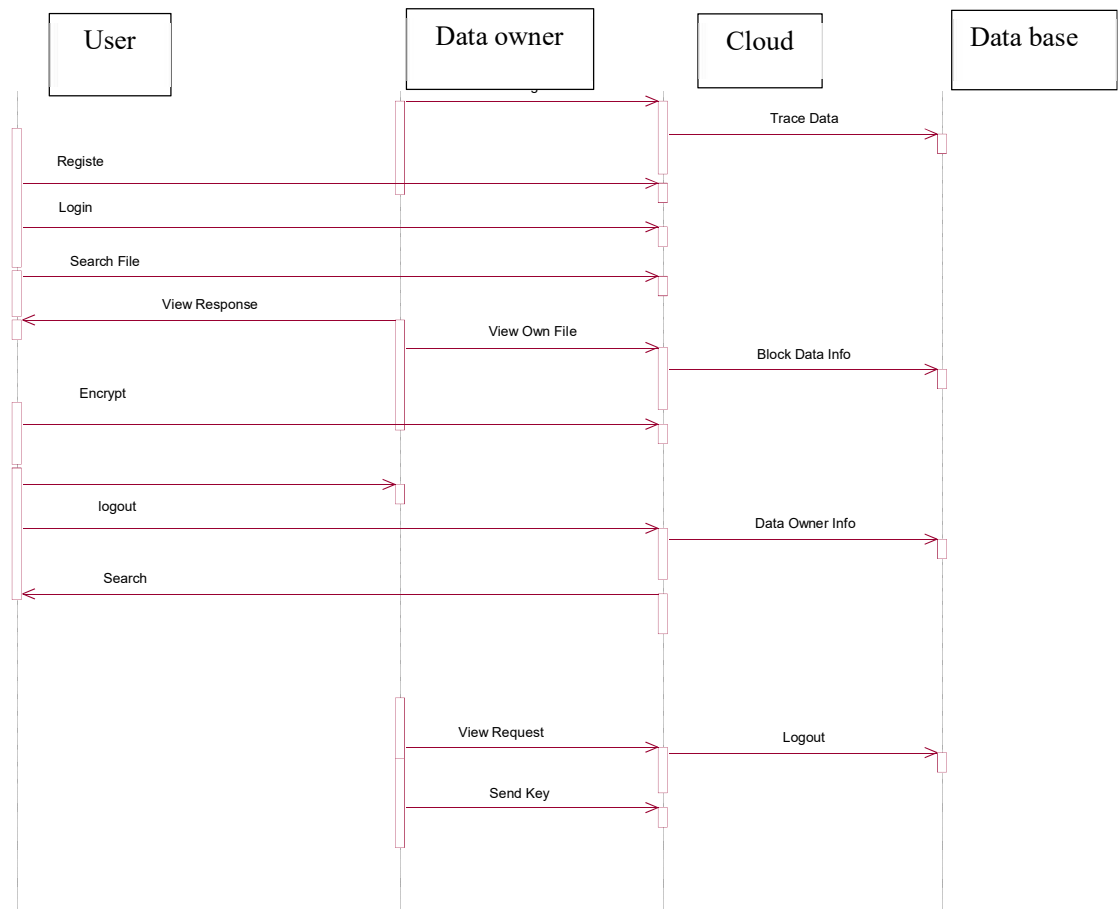 User
Data owner
Cloud
Data base
Trace Data
Registe
Login
Search File
View Response
View Own File
Block Data Info
Encrypt
logout
Data Owner Info
Search
View Request
Logout
Send Key